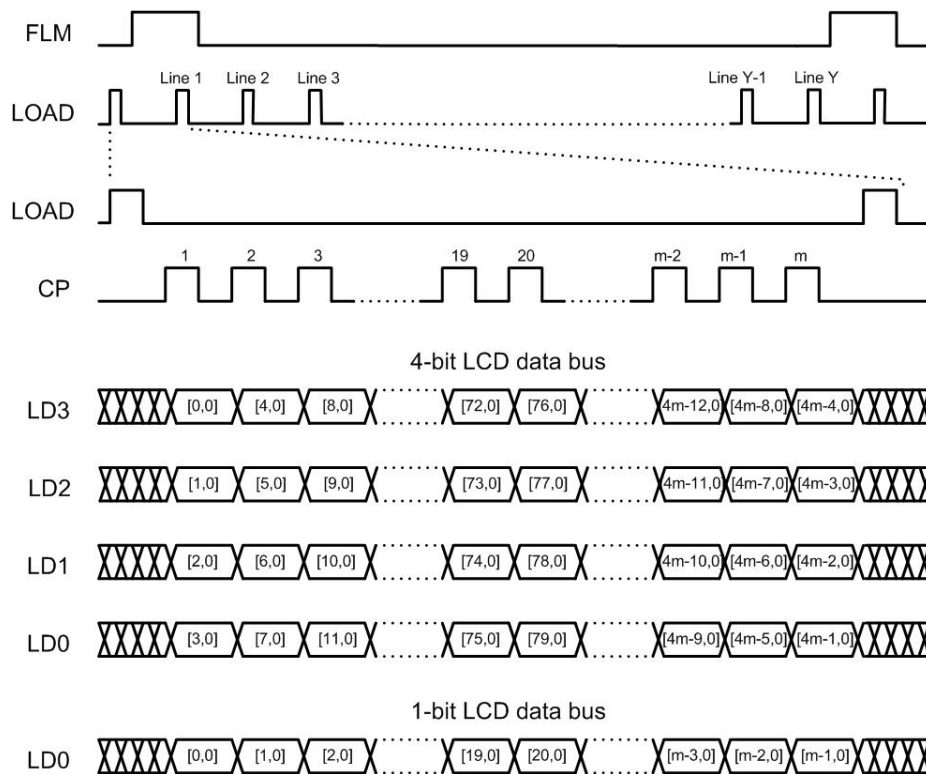 FLM
Line 1 Line 2 Line 3 Line Y-1 Line Y
LOAD
LOAD
1 2 3 19 20 m-2 m-1 m
CP
4-bit LCD data bus
LD3 [0,0] [4,0] [8,0] [72,0] [76,0] 4m-12,0 [4m-8,0] [4m-4,0]
LD2 [1,0] [5,0] [9,0] [73,0] [77,0] 4m-11,0 [4m-7,0] [4m-3,0]
LD1 [2,0] [6,0] [10,0] [74,0] [78,0] 4m-10,0 [4m-6,0] [4m-2,0]
LD0 [3,0] [7,0] [11,0] [75,0] [79,0] [4m-9,0] [4m-5,0] [4m-1,0]
1-bit LCD data bus
LD0 [0,0] [1,0] [2,0] [19,0] [20,0] [m-3,0] [m-2,0] [m-1,0]